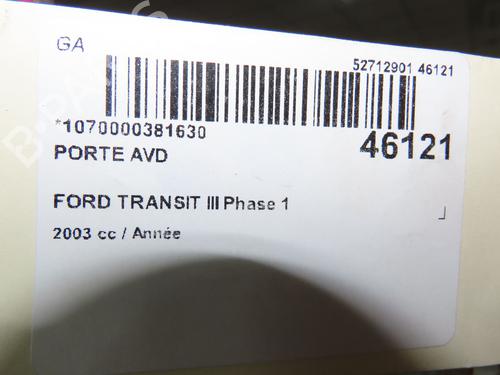 GA
52712901 46121
*1070000381630
46121
PORTE AVD
FORD TRANSIT III Phase 1
2003 cc / Année